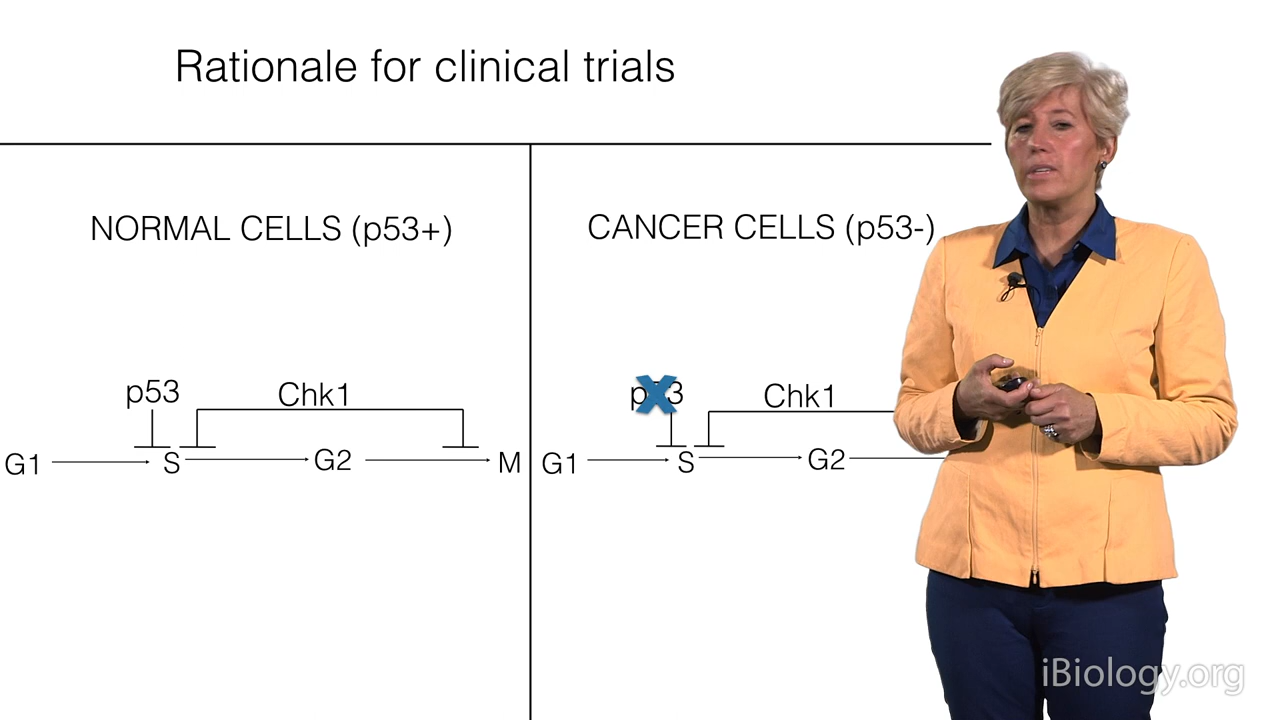 Rationale for clinical trials
NORMAL CELLS (p53+)
p53
Chk1
G1
S
G2
M
CANCER CELLS (p53-)
Chk1
G1
S
G2
iBiology.org